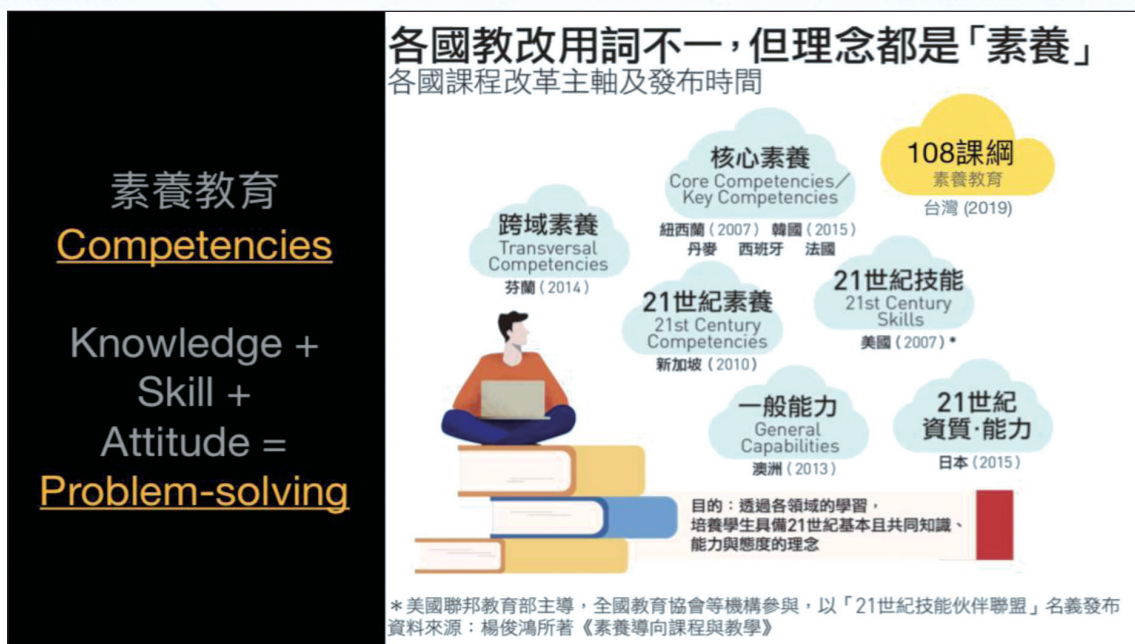 素養教育
Competencies
Knowledge +
Skill +
Attitude =
Problem-solving
各國教改用詞不一，但理念都是「素養」
各國課程改革主軸及發布時間
核心素養
Core Competencies／
Key Competencies
紐西蘭（2007） 韓國（2015）
丹麥 西班牙 法國
108課綱
素養教育
台灣 (2019)
跨域素養
Transversal
Competencies
芬蘭（2014）
21世紀素養
21st Century
Competencies
新加坡（2010）
21世紀技能
21st Century
Skills
美國（2007）*
一般能力
General
Capabilities
澳洲（2013）
21世紀
資質·能力
日本（2015）
目的：透過各領域的學習，
培養學生具備21世紀基本且共同知識、
能力與態度的理念
*美國聯邦教育部主導，全國教育協會等機構參與，以「21世紀技能伙伴聯盟」名義發布
資料來源：楊俊鴻所著《素養導向課程與教學》